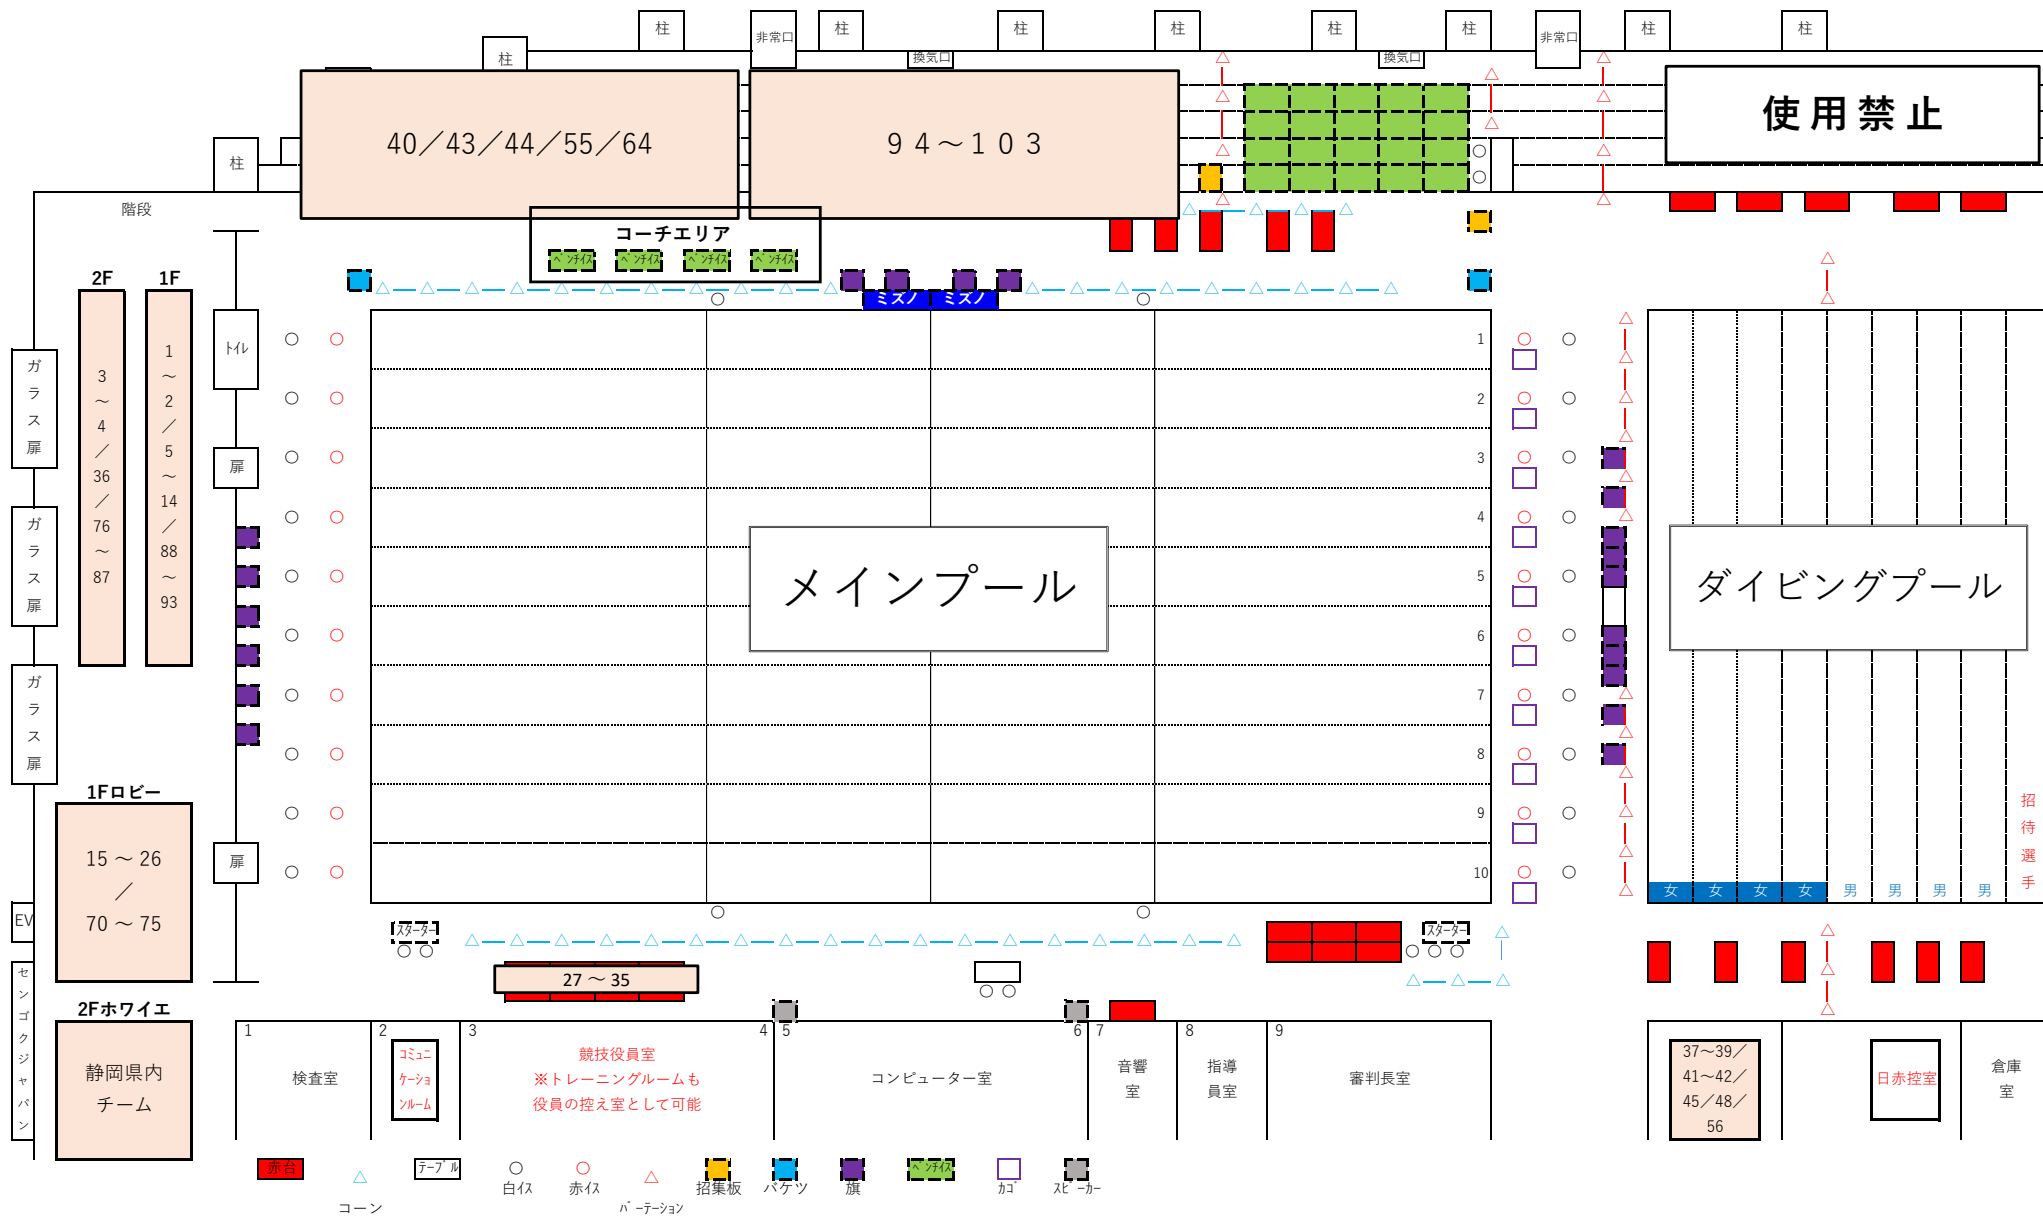 柱
柱
非常口
柱
換気口
柱
柱
柱
換気口
柱
非常口
柱
柱
40／43／44／55／64
９４～１０３
使用禁止
柱
階段
コーチエリア
ﾍﾞﾝﾁｲｽ
ﾍﾞﾝﾁｲｽ
ﾍﾞﾝﾁｲｽ
ﾍﾞﾝﾁｲｽ
ミズノ
ミズノ
2F
1F
3
～
4
／
36
／
76
～
87
1
～
2
／
5
～
14
／
88
～
93
ﾄｲﾚ
扉
扉
ガラス扉
ガラス扉
ガラス扉
1
2
3
4
5
6
7
8
9
10
メインプール
ダイビングプール
招待選手
女
女
女
女
男
男
男
男
1Fロビー
15 ～ 26
／
70 ～ 75
EV
センゴクジャパン
2Fホワイエ
静岡県内
チーム
ｽﾀｰﾀｰ
ｽﾀｰﾀｰ
27 ～ 35
1
検査室
2
ｺﾐｭﾆ
ｹｰｼｮ
ﾝﾙｰﾑ
3
競技役員室
※トレーニングルームも
役員の控え室として可能
4
5
コンピューター室
6
7
音響
室
8
指導
員室
9
審判長室
37～39／
41～42／
45／48／
56
日赤控室
倉庫
室
赤台
コーン
ﾃｰﾌﾞﾙ
白ｲｽ
赤ｲｽ
ﾊﾟｰﾃｰｼｮﾝ
招集板
バケツ
旗
ﾍﾞﾝﾁｲｽ
ｶｺﾞ
ｽﾋﾟｰｶｰ